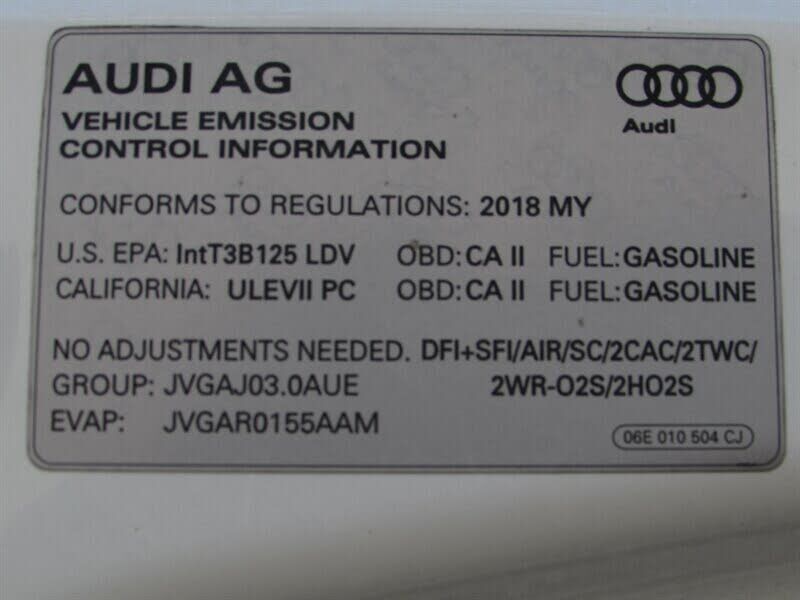 AUDI AG
Audi
VEHICLE EMISSION
CONTROL INFORMATION
CONFORMS TO REGULATIONS: 2018 MY
U.S. EPA: IntT3B125 LDV OBD: CA II FUEL: GASOLINE
CALIFORNIA: ULEVII PC OBD: CA II FUEL: GASOLINE
NO ADJUSTMENTS NEEDED. DFI+SFI/AIR/SC/2CAC/2TWC/
GROUP: JVGAJ03.0AUE 2WR-O2S/2HO2S
EVAP: JVGAR0155AAM
06E 010 504 CJ